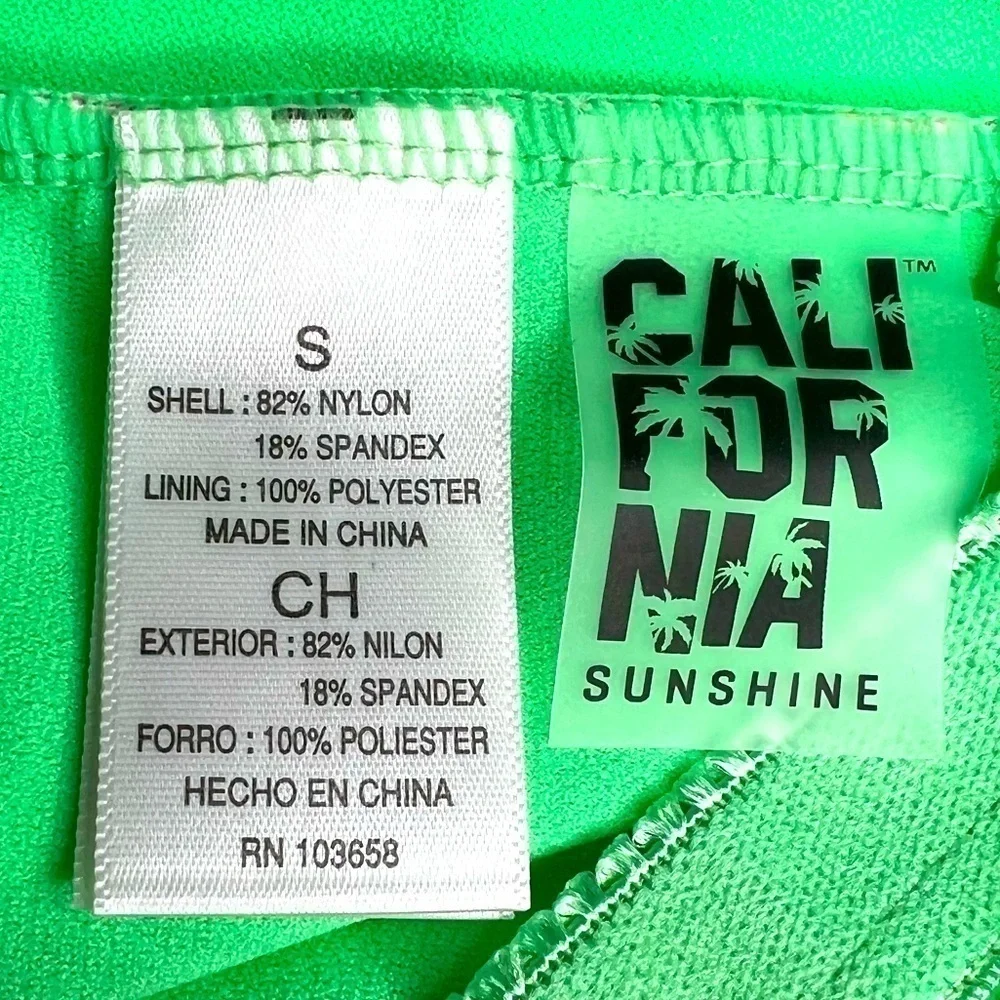 S
SHELL : 82% NYLON
18% SPANDEX
LINING : 100% POLYESTER
MADE IN CHINA
CH
EXTERIOR : 82% NILON
18% SPANDEX
FORRO : 100% POLIESTER
HECHO EN CHINA
RN 103658
CALI™
FOR
NIA
SUNSHINE